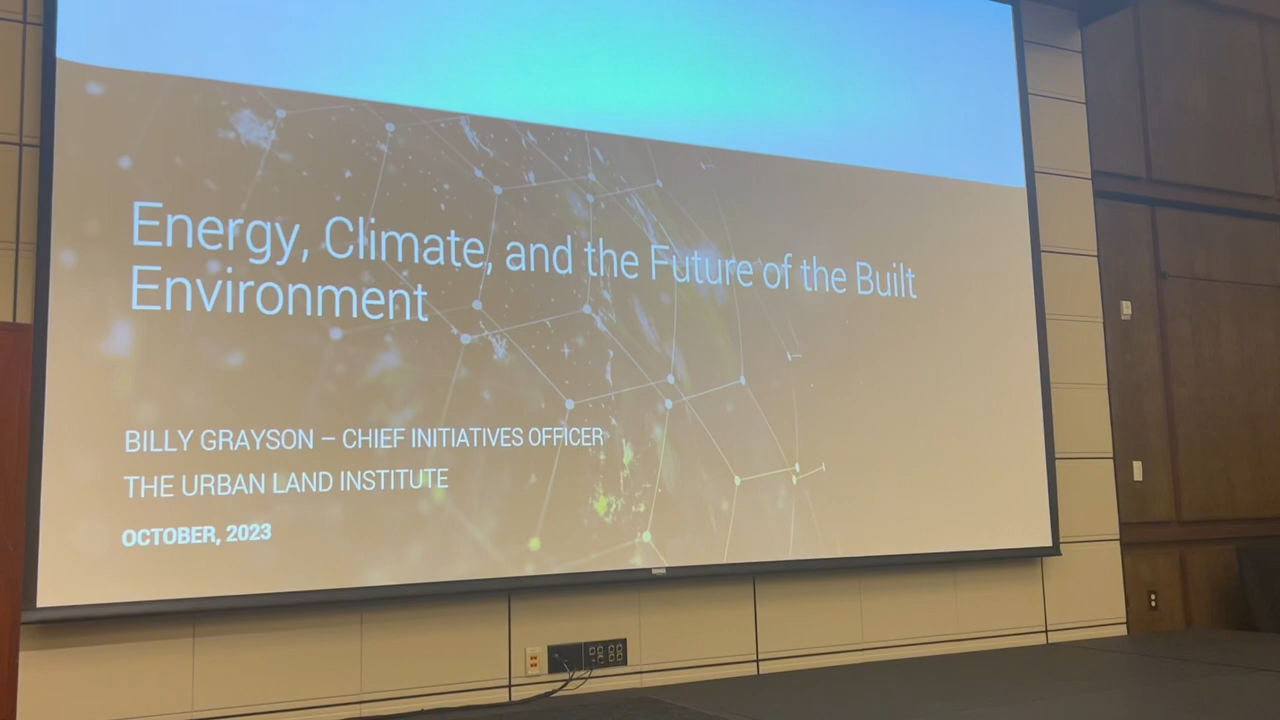 Energy, Climate, and the Future of the Built
Environment
BILLY GRAYSON – CHIEF INITIATIVES OFFICER
THE URBAN LAND INSTITUTE
OCTOBER, 2023